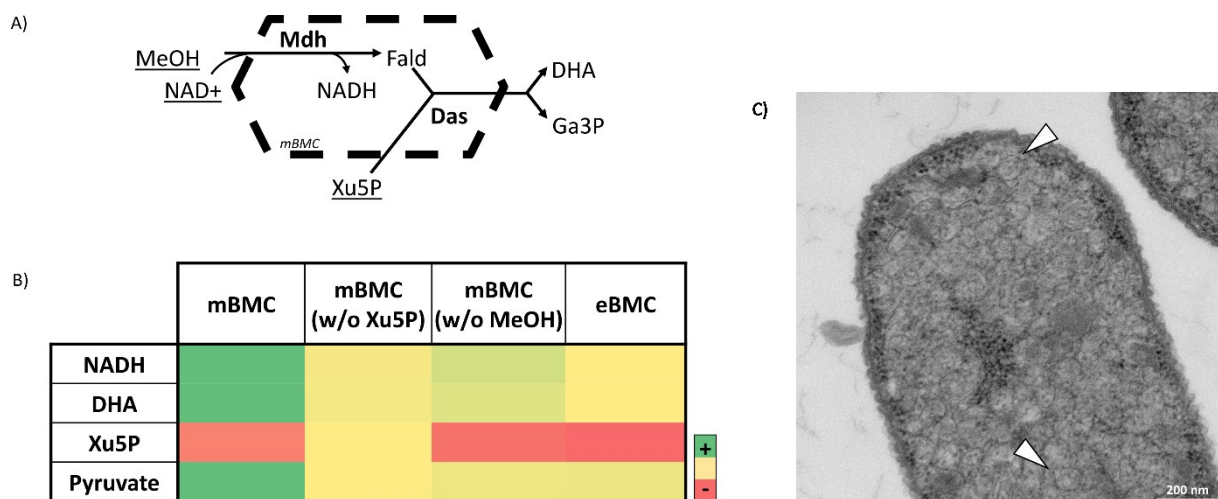 A)
Mdh
MeOH
Fald
DHA
NAD+
NADH
Das
Ga3P
mBMC
Xu5P
B)
mBMC
mBMC
(w/o Xu5P)
mBMC
(w/o MeOH)
eBMC
NADH
DHA
Xu5P
Pyruvate
+
-
C)
200 nm